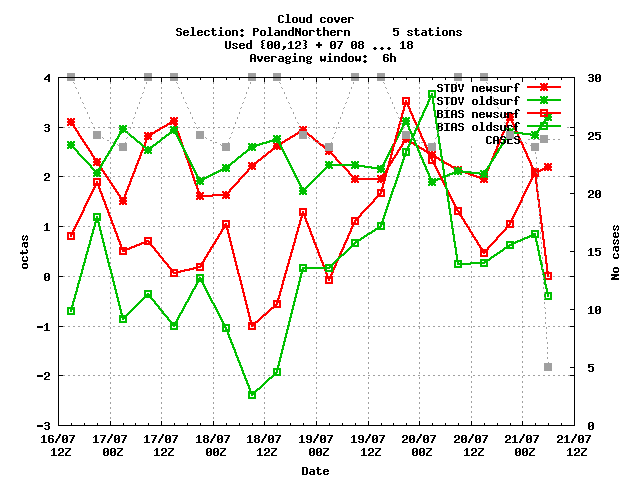 Cloud cover
Selection: PolandNorthern 5 stations
Used {00,12} + 07 08 ... 18
Averaging window: 6h
STDV newsurf
STDV oldsurf
BIAS newsurf
BIAS oldsurf
CASES
4
3
2
1
0
-1
-2
-3
octas
30
25
20
15
10
5
0
No cases
16/07 17/07 17/07 18/07 18/07 19/07 19/07 20/07 20/07 21/07 21/07
12Z 00Z 12Z 00Z 12Z 00Z 12Z 00Z 12Z 00Z 12Z
Date